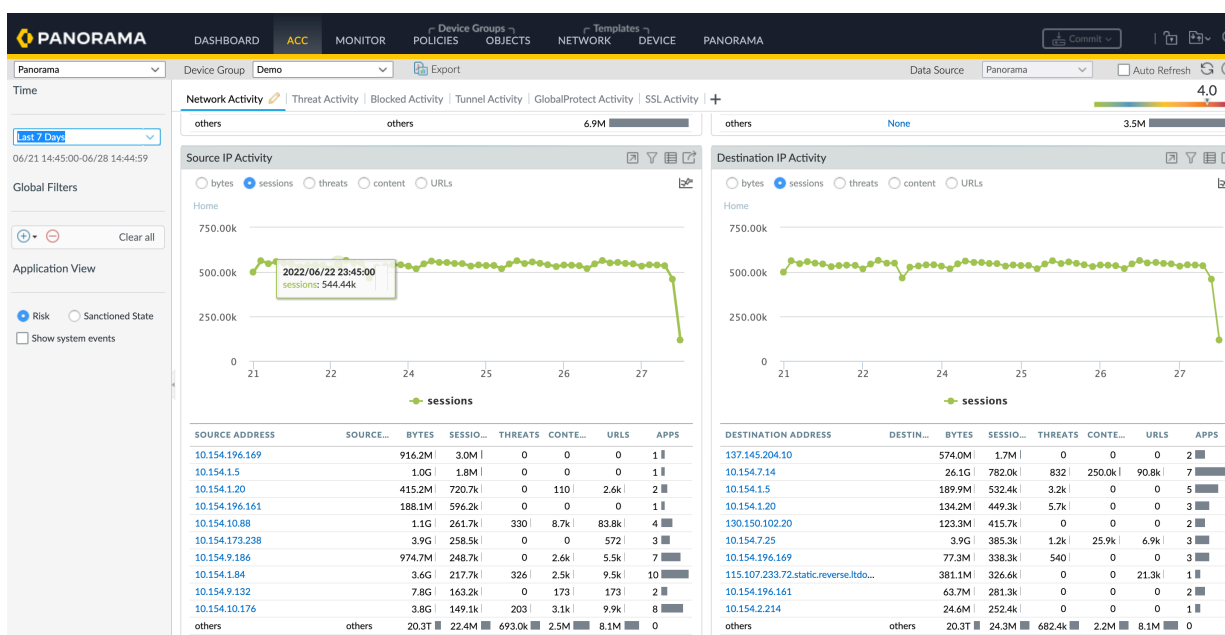 PANORAMA
DASHBOARD ACC MONITOR Device Groups POLICIES OBJECTS Templates NETWORK DEVICE PANORAMA Commit
Panorama Device Group Demo Export Data Source Panorama Auto Refresh
Time
Last 7 Days
06/21 14:45:00-06/28 14:44:59
Global Filters
Clear all
Application View
Risk Sanctioned State
Show system events
Network Activity Threat Activity Blocked Activity Tunnel Activity GlobalProtect Activity SSL Activity 4.0
others others 6.9M
others None 3.5M
Source IP Activity
bytes sessions threats content URLs
Home
750.00k
500.00k
250.00k
0
2022/06/22 23:45:00
sessions: 544.44k
21 22 24 25 26 27
sessions
SOURCE ADDRESS SOURCE... BYTES SESSIO... THREATS CONTE... URLS APPS
10.154.196.169 916.2M 3.0M 0 0 0 1
10.154.1.5 1.0G 1.8M 0 0 0 1
10.154.1.20 415.2M 720.7k 0 110 2.6k 2
10.154.196.161 188.1M 596.2k 0 0 0 1
10.154.10.88 1.1G 261.7k 330 8.7k 83.8k 4
10.154.173.238 3.9G 258.5k 0 0 572 3
10.154.9.186 974.7M 248.7k 0 2.6k 5.5k 7
10.154.1.84 3.6G 217.7k 326 2.5k 9.5k 10
10.154.9.132 7.8G 163.2k 0 173 173 2
10.154.10.176 3.8G 149.1k 203 3.1k 9.9k 8
others others 20.3T 22.4M 693.0k 2.5M 8.1M 0
Destination IP Activity
bytes sessions threats content URLs
Home
750.00k
500.00k
250.00k
0
21 22 24 25 26 27
sessions
DESTINATION ADDRESS DESTIN... BYTES SESSIO... THREATS CONTE... URLS APPS
137.145.204.10 574.0M 1.7M 0 0 0 2
10.154.7.14 26.1G 782.0k 832 250.0k 90.8k 7
10.154.1.5 189.9M 532.4k 3.2k 0 0 5
10.154.1.20 134.2M 449.3k 5.7k 0 0 3
130.150.102.20 123.3M 415.7k 0 0 0 2
10.154.7.25 3.9G 385.3k 1.2k 25.9k 6.9k 3
10.154.196.169 77.3M 338.3k 540 0 0 3
115.107.233.72.static.reverse.ltdo... 381.1M 326.6k 0 0 21.3k 1
10.154.196.161 63.7M 281.3k 0 0 0 2
10.154.2.214 24.6M 252.4k 0 0 0 1
others others 20.3T 24.3M 682.4k 2.2M 8.1M 0